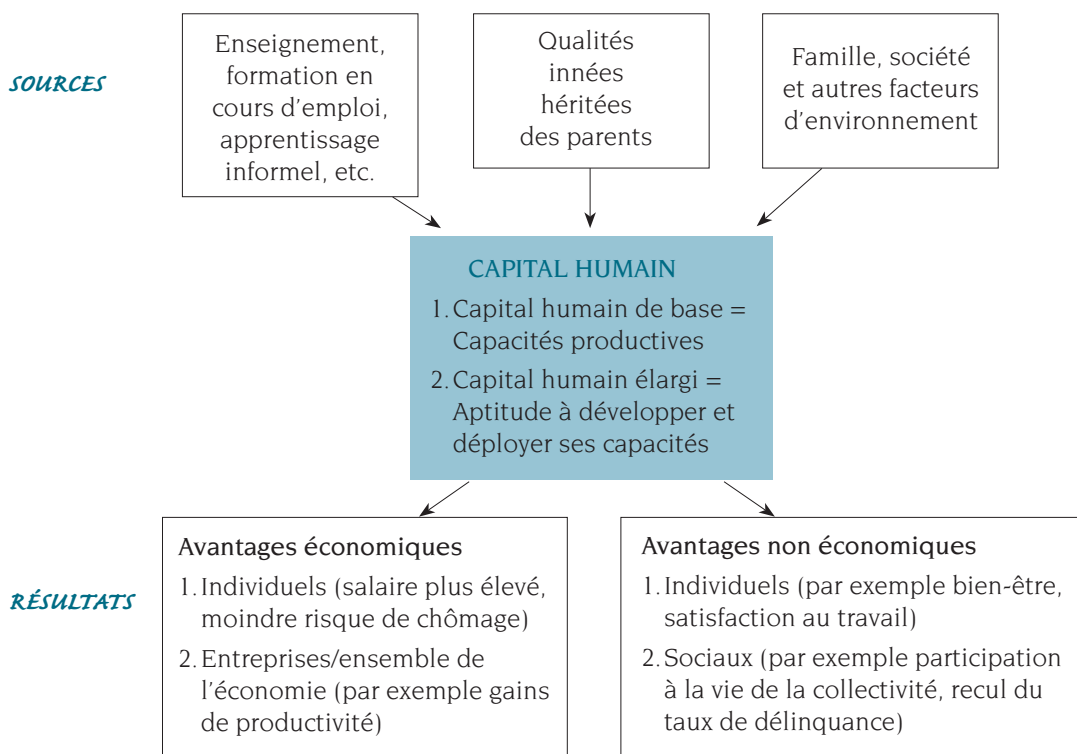 SOURCES
Enseignement,
formation en
cours d'emploi,
apprentissage
informel, etc.
Qualités
innées
héritées
des parents
Famille, société
et autres facteurs
d'environnement
CAPITAL HUMAIN
1. Capital humain de base =
Capacités productives
2. Capital humain élargi =
Aptitude à développer et
déployer ses capacités
RÉSULTATS
Avantages économiques
1. Individuels (salaire plus élevé,
moindre risque de chômage)
2. Entreprises/ensemble de
l'économie (par exemple gains
de productivité)
Avantages non économiques
1. Individuels (par exemple bien-être,
satisfaction au travail)
2. Sociaux (par exemple participation
à la vie de la collectivité, recul du
taux de délinquance)